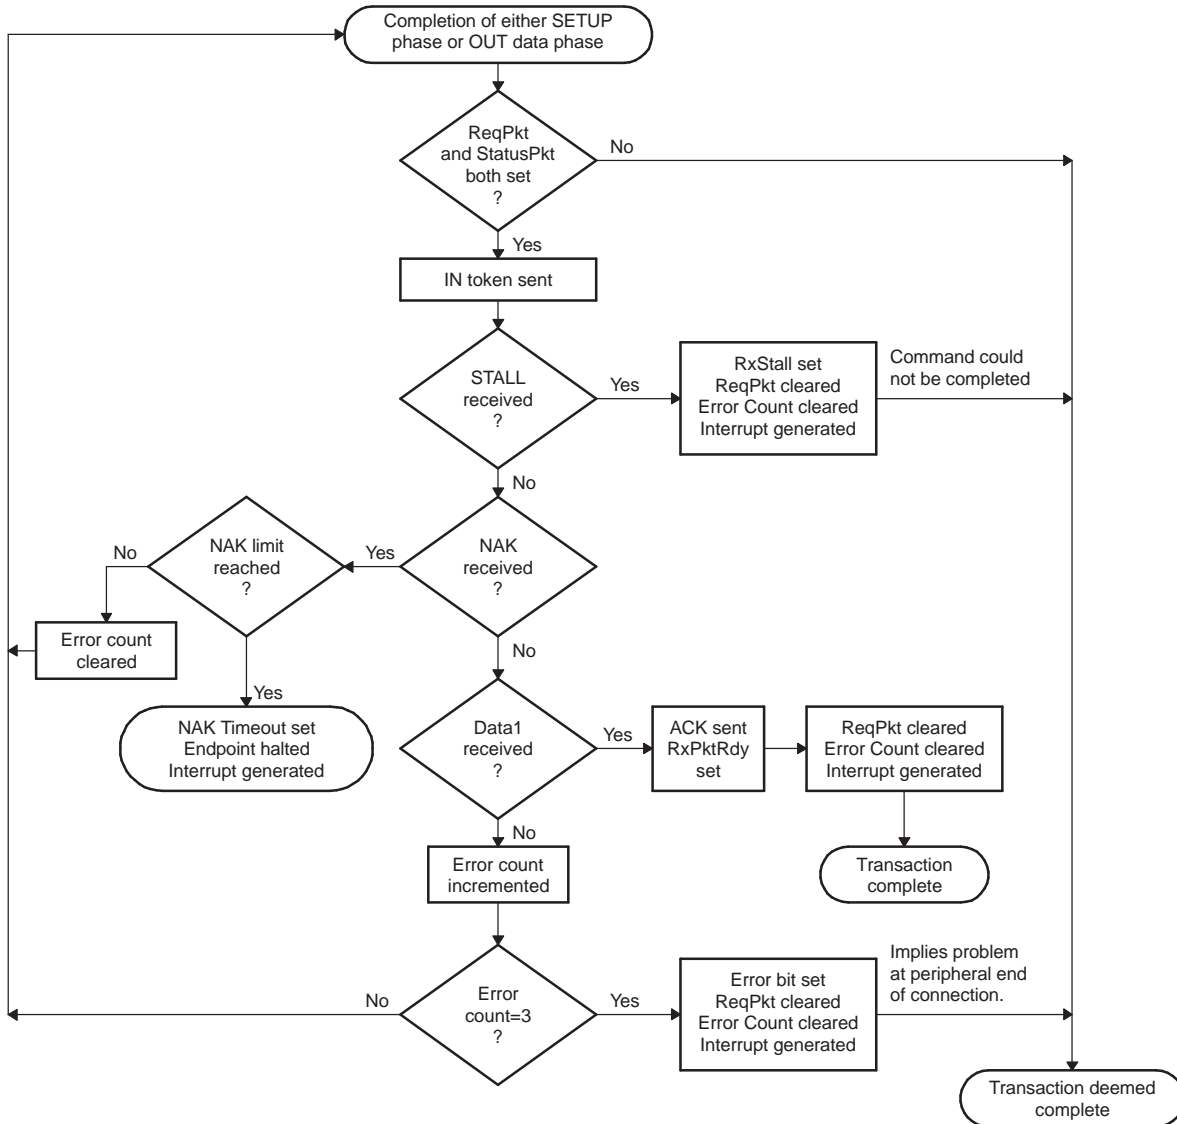 Completion of either SETUP
phase or OUT data phase
ReqPkt
and StatusPkt
both set
?
No
Yes
IN token sent
STALL
received
?
Yes
RxStall set
ReqPkt cleared
Error Count cleared
Interrupt generated
Command could
not be completed
No
NAK
received
?
Yes
NAK limit
reached
?
No
Error count
cleared
Yes
NAK Timeout set
Endpoint halted
Interrupt generated
No
Data1
received
?
Yes
ACK sent
RxPktRdy
set
ReqPkt cleared
Error Count cleared
Interrupt generated
Transaction
complete
No
Error count
incremented
Error
count=3
?
No
Yes
Error bit set
ReqPkt cleared
Error Count cleared
Interrupt generated
Implies problem
at peripheral end
of connection.
Transaction deemed
complete